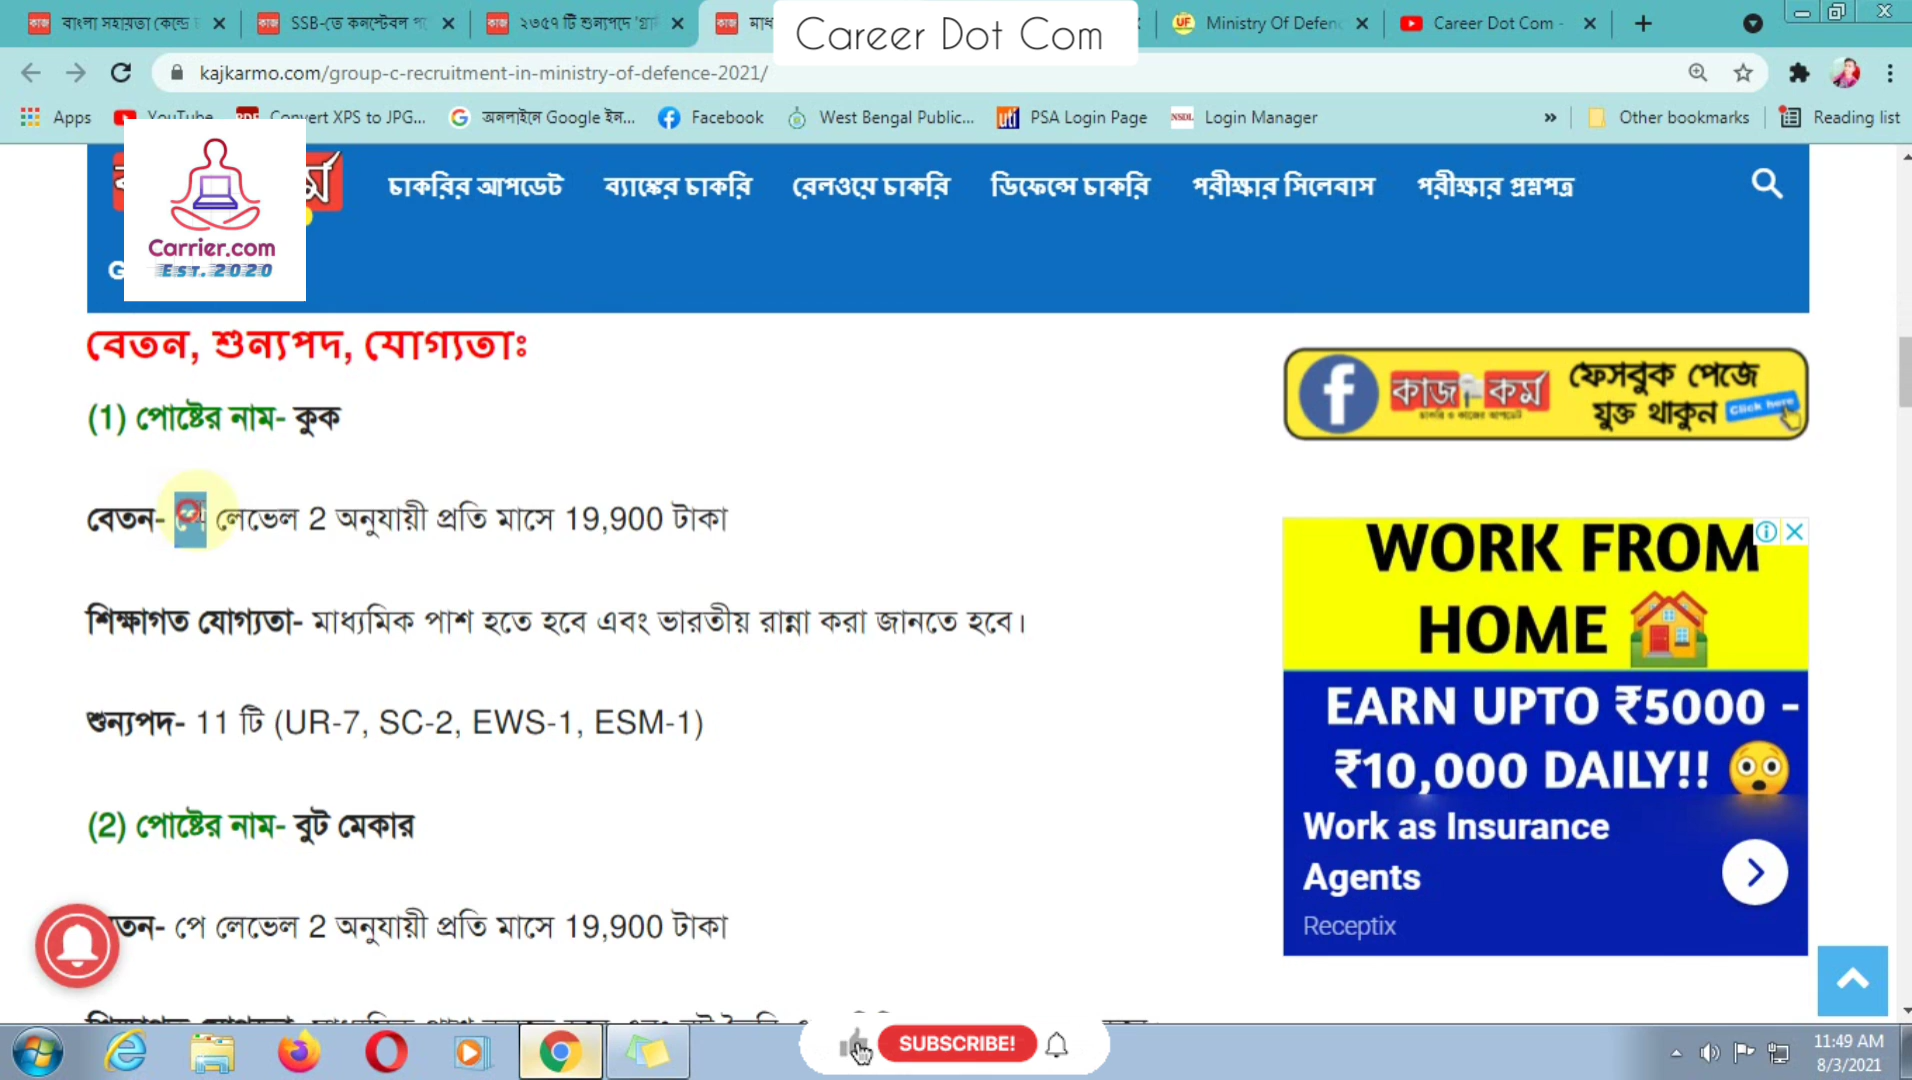 বাংলা সহায়তা কেন্দ্রে
SSB-তে কনস্টেবল
২৩৫৭ টি শুন্যপদে
Career Dot Com
Ministry Of Defen
Career Dot Com -
kajkarmo.com/group-c-recruitment-in-ministry-of-defence-2021/
Apps
YouTube
Convert XPS to JPG...
অনলাইনে Google ইন...
Facebook
West Bengal Public...
PSA Login Page
Login Manager
Other bookmarks
Reading list
চাকরির আপডেট
ব্যাঙ্কের চাকরি
রেলওয়ে চাকরি
ডিফেন্সে চাকরি
পরীক্ষার সিলেবাস
পরীক্ষার প্রশ্নপত্র
Carrier.com
EST. 2020
বেতন, শুন্যপদ, যোগ্যতাঃ
(1) পোষ্টের নাম- কুক
বেতন- পে লেভেল 2 অনুযায়ী প্রতি মাসে 19,900 টাকা
শিক্ষাগত যোগ্যতা- মাধ্যমিক পাশ হতে হবে এবং ভারতীয় রান্না করা জানতে হবে।
শুন্যপদ- 11 টি (UR-7, SC-2, EWS-1, ESM-1)
(2) পোষ্টের নাম- বুট মেকার
তন- পে লেভেল 2 অনুযায়ী প্রতি মাসে 19,900 টাকা
কাজ কর্ম
ফেসবুক পেজে
যুক্ত থাকুন
Click here
WORK FROM
HOME
EARN UPTO ₹5000 -
₹10,000 DAILY!!
Work as Insurance
Agents
Receptix
SUBSCRIBE!
11:49 AM
8/3/2021